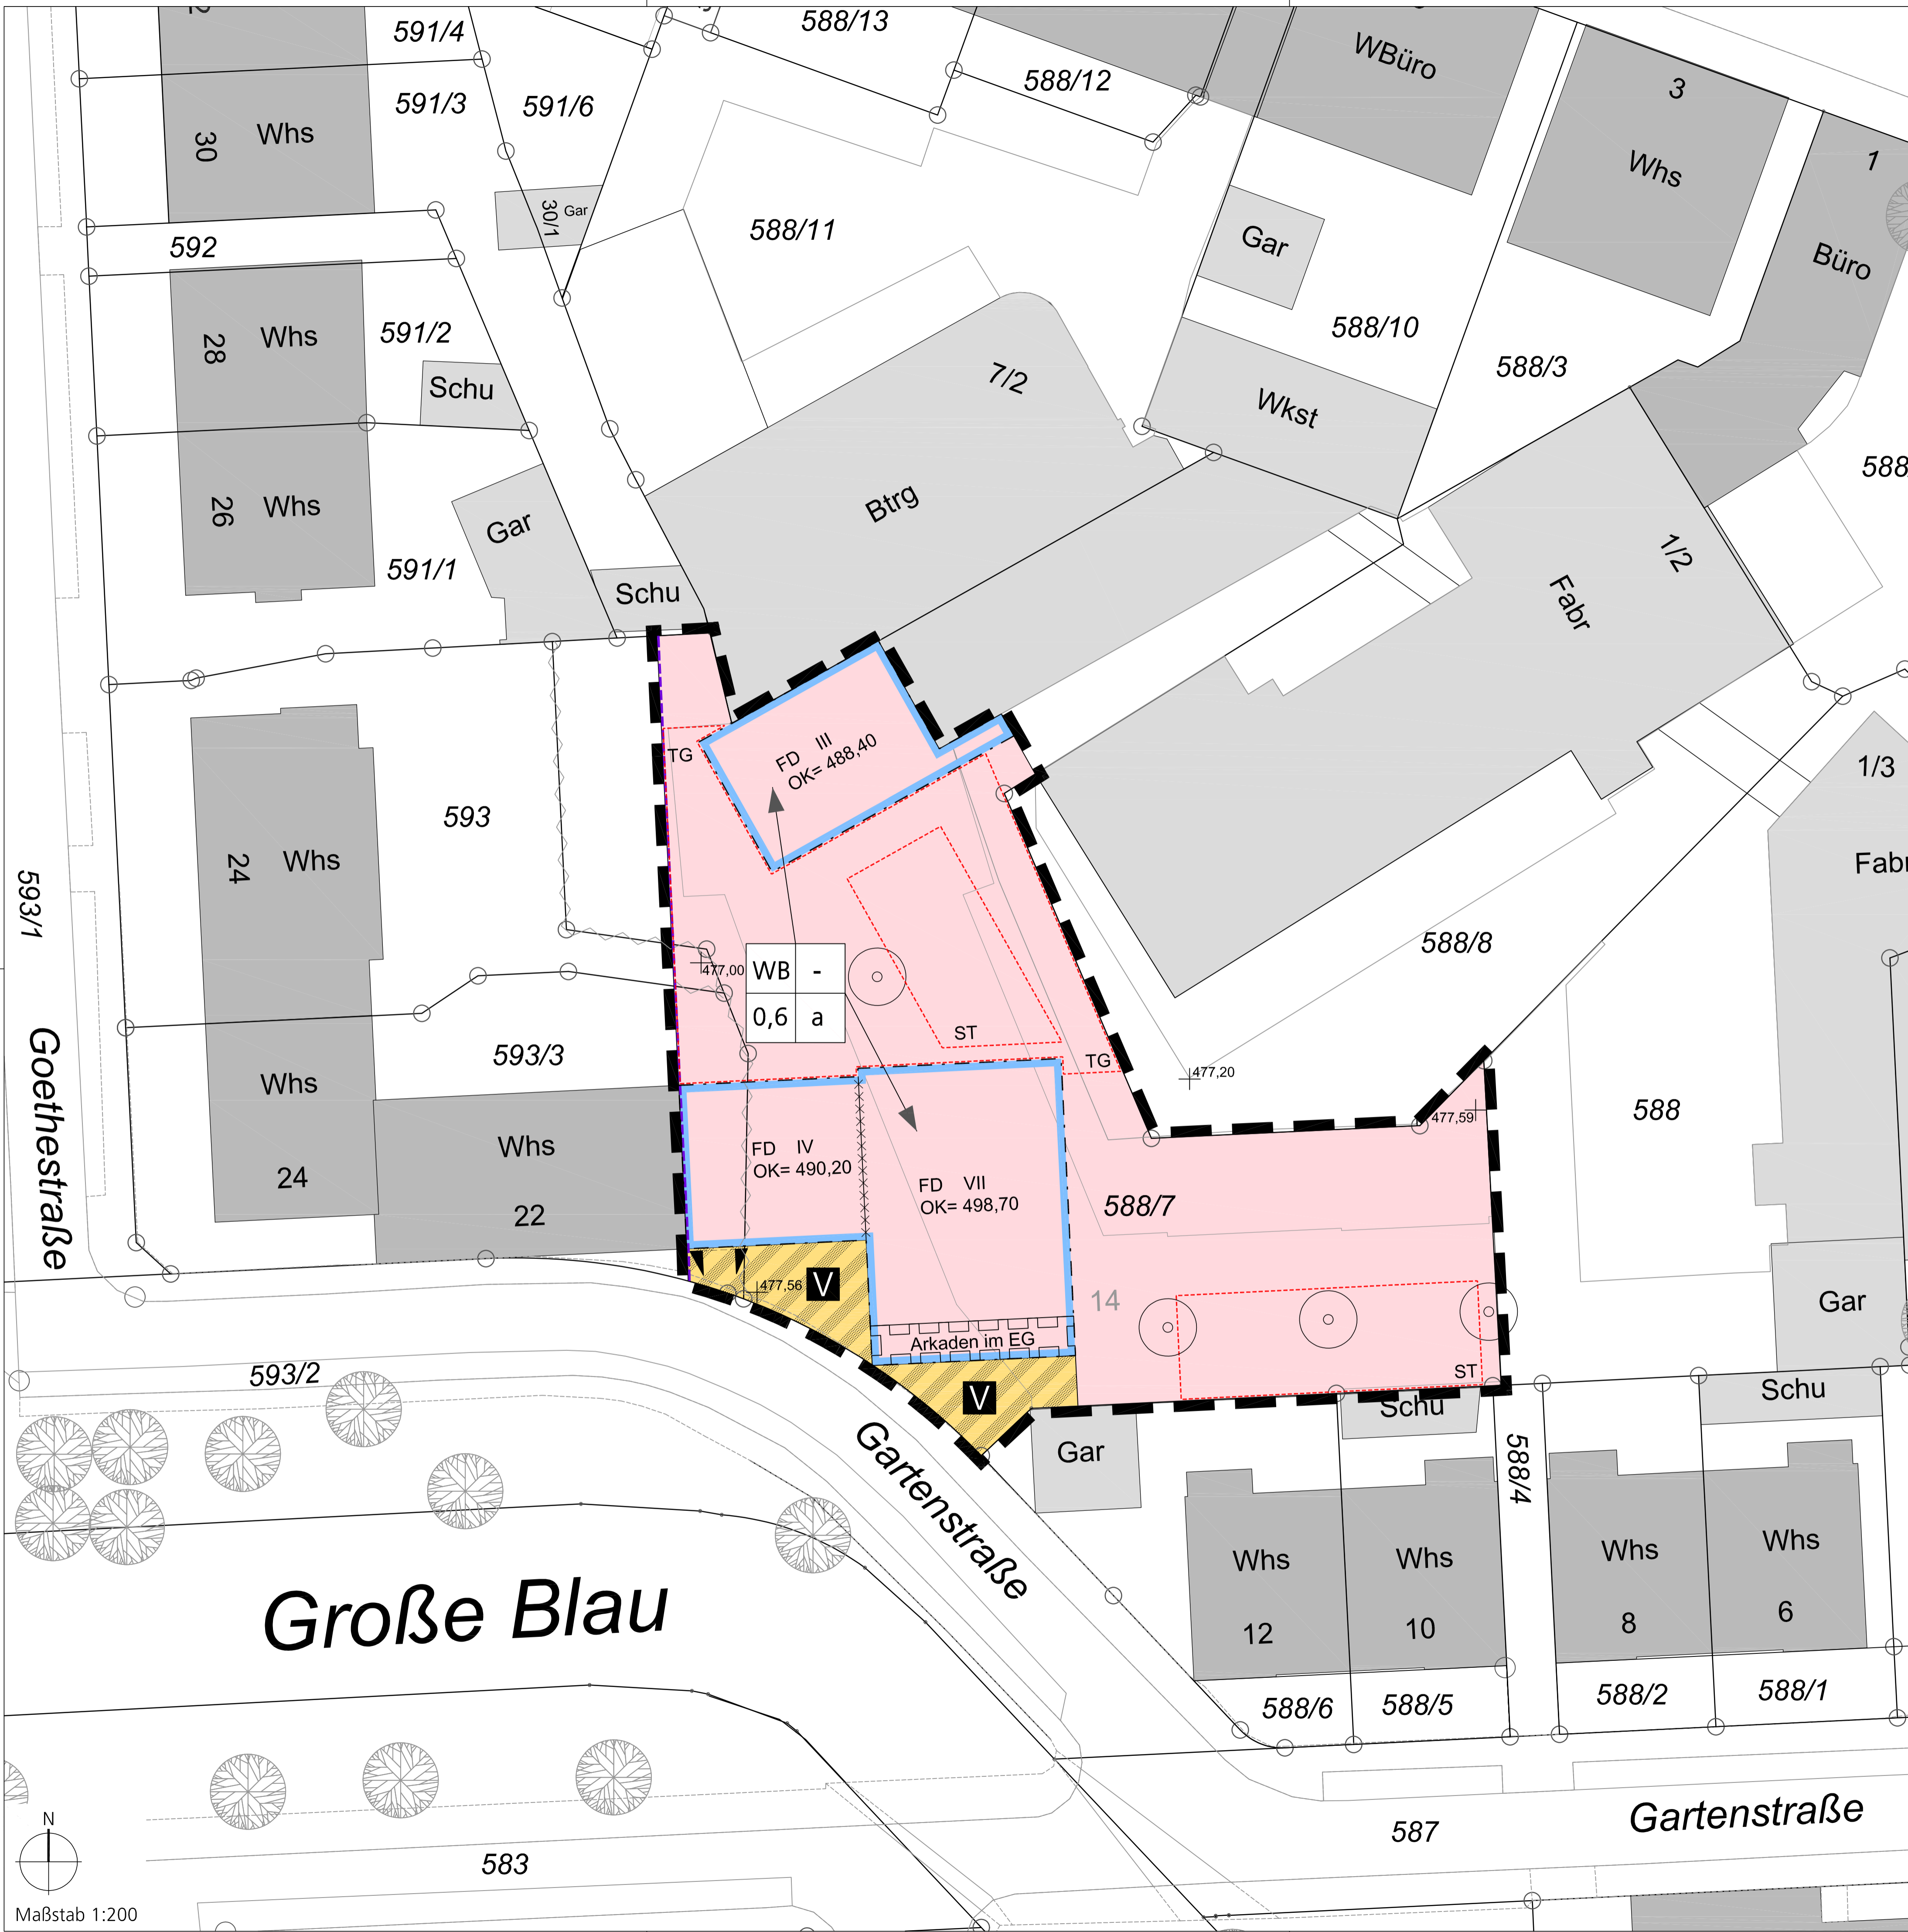 591/4
588/13
588/12
WBüro
3
Whs
1
Büro
591/3
591/6
30
Whs
30/1
Gar
592
588/11
Gar
588/10
588/3
28
Whs
591/2
Schu
7/2
Wkst
588
26
Whs
Gar
Btrg
591/1
Schu
1/2
Fabr
1/3
Fabr
593
24
Whs
593/1
TG
FD III
OK= 488,40
588/8
477,00
WB -
0,6 a
ST
TG
477,20
477,59
588
Goethestraße
593/3
Whs
24
Whs
22
FD IV
OK= 490,20
FD VII
OK= 498,70
588/7
14
V
477,56
Arkaden im EG
V
ST
Gar
Schu
Schu
Gar
593/2
Gartenstraße
588/4
Whs
12
Whs
10
Whs
8
Whs
6
Große Blau
588/6
588/5
588/2
588/1
Gartenstraße
587
583
N
Maßstab 1:200